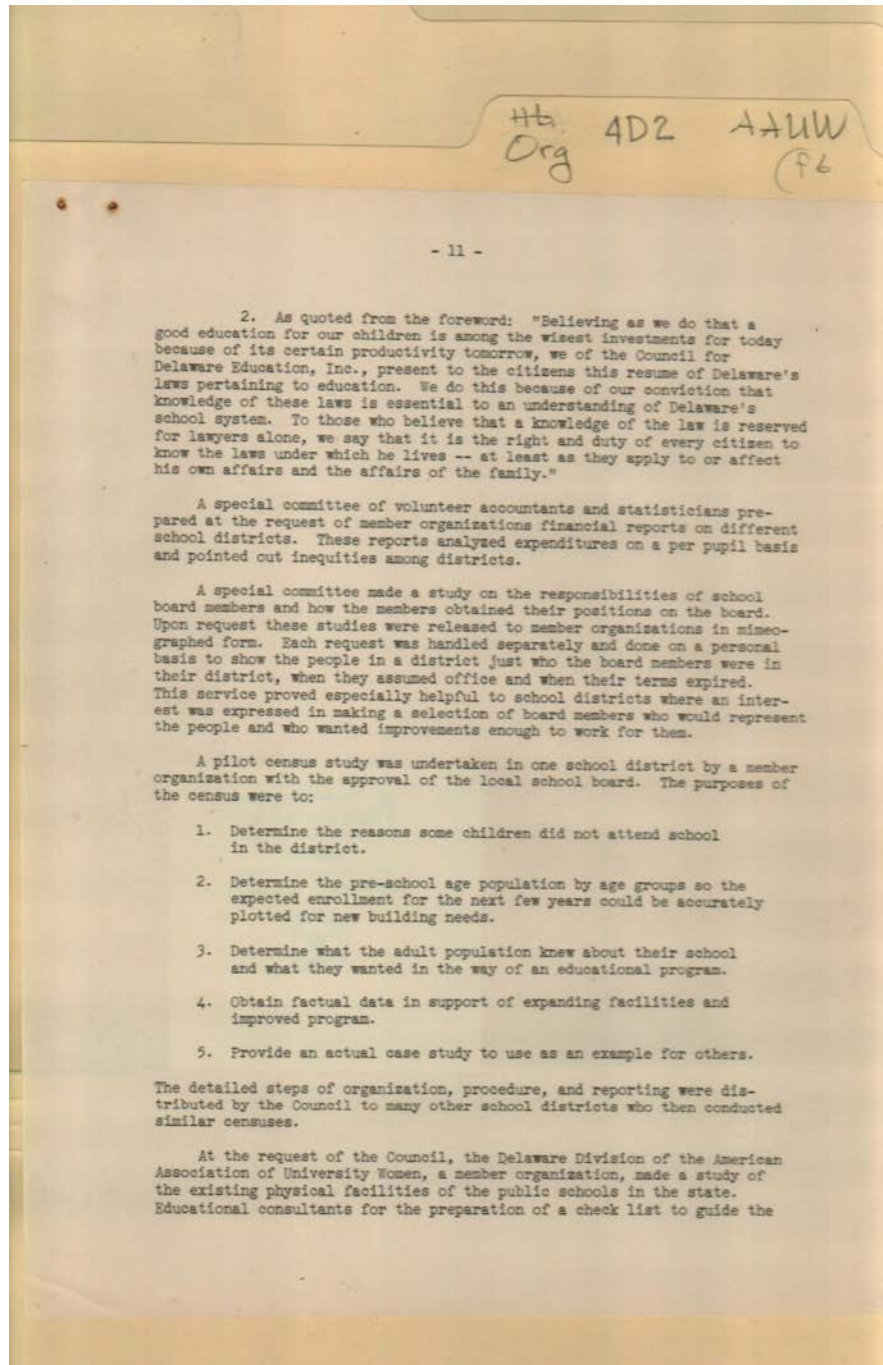 Org 4D2 AAUW
- 11 -
2. As quoted from the foreword: "Believing as we do that a
good education for our children is among the wisest investments for today
because of its certain productivity tomorrow, we of the Council for
Delaware Education, Inc., present to the citizens this resume of Delaware's
laws pertaining to education. We do this because of our conviction that
knowledge of these laws is essential to an understanding of Delaware's
school system. To those who believe that a knowledge of the law is reserved
for lawyers alone, we say that it is the right and duty of every citizen to
know the laws under which he lives -- at least as they apply to or affect
his own affairs and the affairs of the family."
A special committee of volunteer accountants and statisticians pre-
pared at the request of member organizations financial reports on different
school districts. These reports analyzed expenditures on a per pupil basis
and pointed out inequities among districts.
A special committee made a study on the responsibilities of school
board members and how the members obtained their positions on the board.
Upon request these studies were released to member organizations in mimeo-
graphed form. Each request was handled separately and done on a personal
basis to show the people in a district just who the board members were in
their district, when they assumed office and when their terms expired.
This service proved especially helpful to school districts where an inter-
est was expressed in making a selection of board members who would represent
the people and who wanted improvements enough to work for them.
A pilot census study was undertaken in one school district by a member
organization with the approval of the local school board. The purposes of
the census were to:
1. Determine the reasons some children did not attend school
in the district.
2. Determine the pre-school age population by age groups so the
expected enrollment for the next few years could be accurately
plotted for new building needs.
3. Determine what the adult population knew about their school
and what they wanted in the way of an educational program.
4. Obtain factual data in support of expanding facilities and
improved program.
5. Provide an actual case study to use as an example for others.
The detailed steps of organization, procedure, and reporting were dis-
tributed by the Council to many other school districts who then conducted
similar censuses.
At the request of the Council, the Delaware Division of the American
Association of University Women, a member organization, made a study of
the existing physical facilities of the public schools in the state.
Educational consultants for the preparation of a check list to guide the